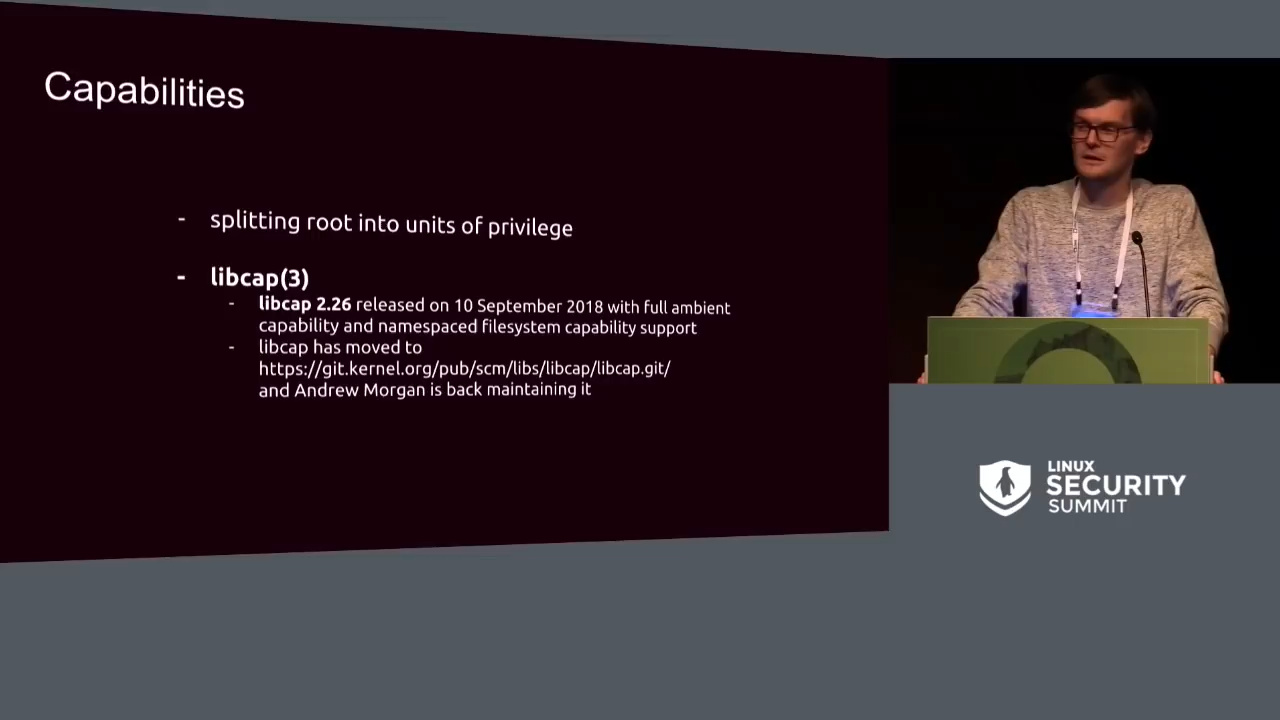 Capabilities
- splitting root into units of privilege
- libcap(3)
- libcap 2.26 released on 10 September 2018 with full ambient
capability and namespaced filesystem capability support
- libcap has moved to
https://git.kernel.org/pub/scm/libs/libcap/libcap.git/
and Andrew Morgan is back maintaining it
LINUX
SECURITY
SUMMIT